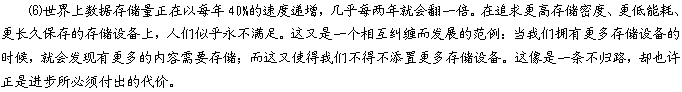 (6)世界上数据存储量正在以每年40%的速度递增，几乎每两年就会翻一倍。在追求更高存储密度、更低能耗、
更长久保存的存储设备上，人们似乎永不满足。这又是一个相互纠缠而发展的范例：当我们拥有更多存储设备的
时候，就会发现有更多的内容需要存储；而这又使得我们不得不添置更多存储设备。这像是一条不归路，却也许
正是进步所必须付出的代价。